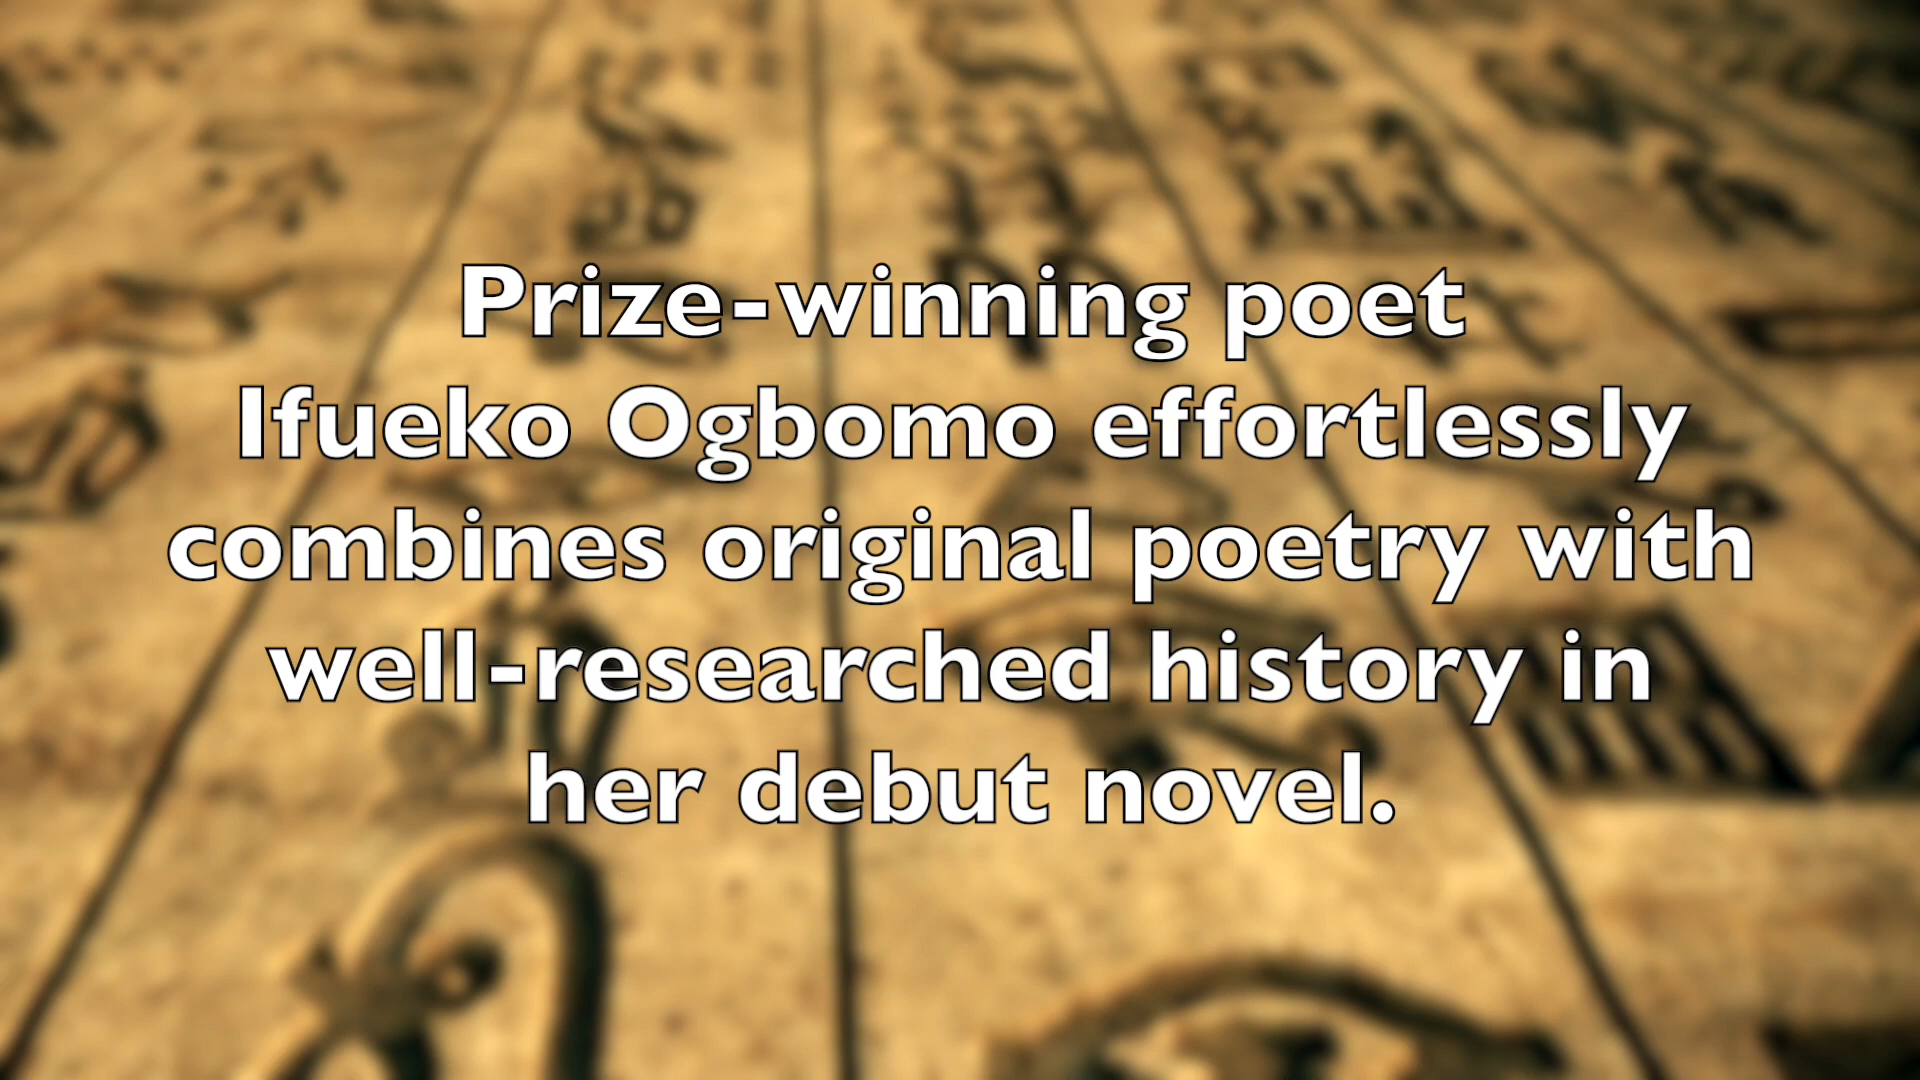 Prize-winning poet
Ifueko Ogbomo effortlessly
combines original poetry with
well-researched history in
her debut novel.